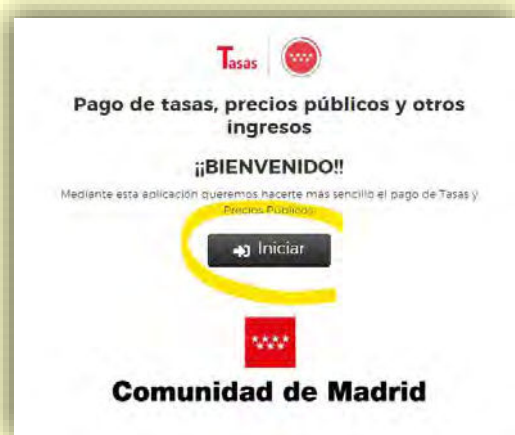 Tasas
Pago de tasas, precios públicos y otros
ingresos
¡¡BIENVENIDO!!
Mediante esta aplicación queremos hacerte más sencillo el pago de Tasas y
Precios Públicos.
Iniciar
Comunidad de Madrid